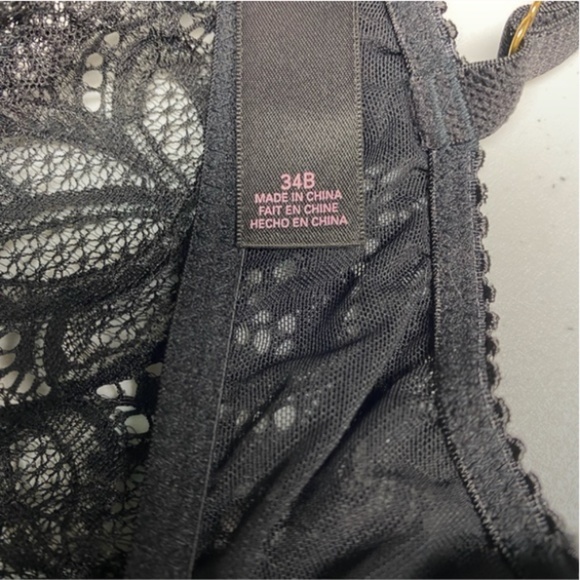 34B
MADE IN CHINA
FAIT EN CHINE
HECHO EN CHINA